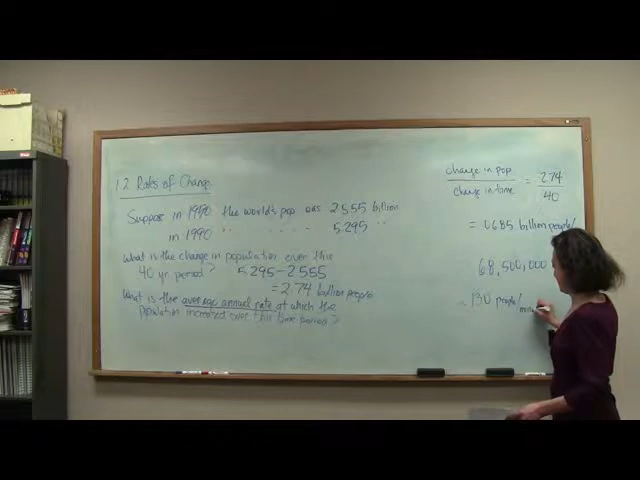 1.2 Rates of Change
Suppose in 1950 the world's pop was 2.555 billion
in 1990 " " " " 5.295 " "
What is the change in population over this
40 yr period? 5.295-2.555
= 2.74 billion people
What is the average annual rate at which the
population increased over this time period?
change in pop
change in time
= 2.74
40
= .0685 billion people/
68,500,000
≈ 130 people/